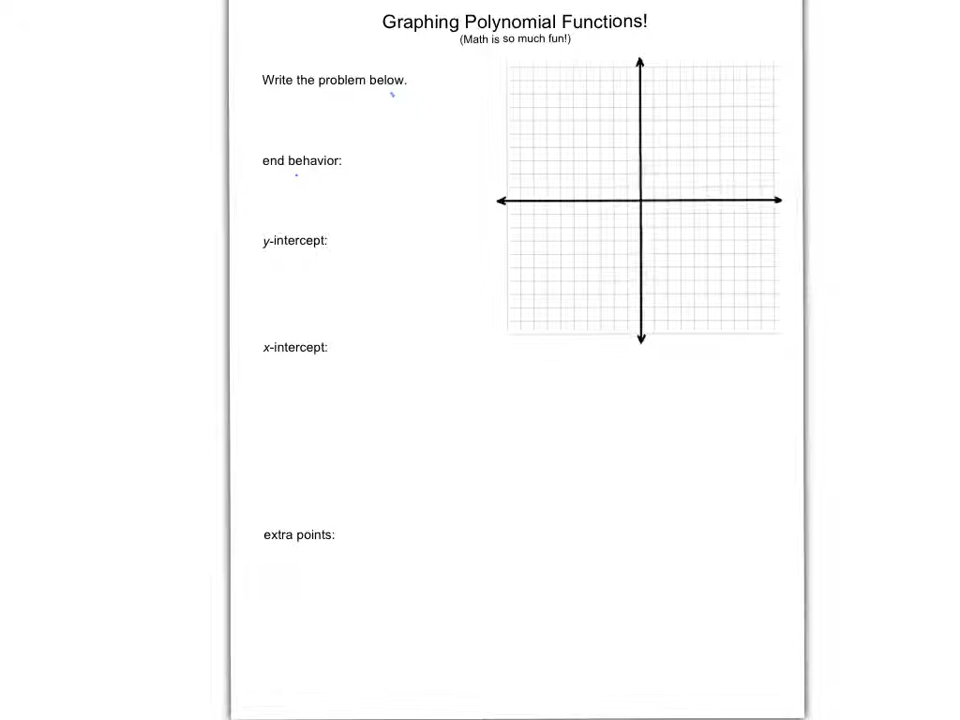 Graphing Polynomial Functions!
(Math is so much fun!)
Write the problem below.
end behavior:
y-intercept:
x-intercept:
extra points: